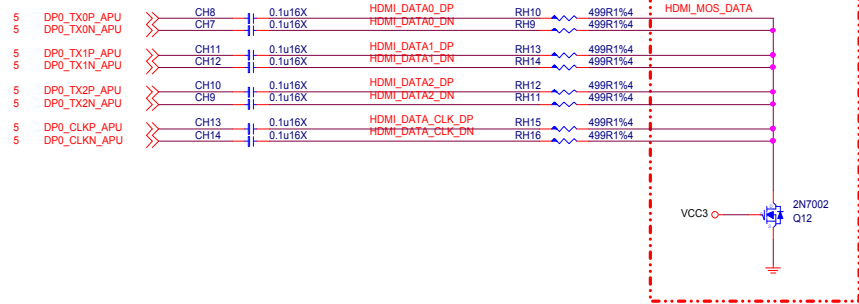 5 DP0_TX0P_APU CH8 0.1u16X HDMI_DATA0_DP RH10 499R1%4 HDMI_MOS_DATA
5 DP0_TX0N_APU CH7 0.1u16X HDMI_DATA0_DN RH9 499R1%4
5 DP0_TX1P_APU CH11 0.1u16X HDMI_DATA1_DP RH13 499R1%4
5 DP0_TX1N_APU CH12 0.1u16X HDMI_DATA1_DN RH14 499R1%4
5 DP0_TX2P_APU CH10 0.1u16X HDMI_DATA2_DP RH12 499R1%4
5 DP0_TX2N_APU CH9 0.1u16X HDMI_DATA2_DN RH11 499R1%4
5 DP0_CLKP_APU CH13 0.1u16X HDMI_DATA_CLK_DP RH15 499R1%4
5 DP0_CLKN_APU CH14 0.1u16X HDMI_DATA_CLK_DN RH16 499R1%4
2N7002
VCC3 Q12